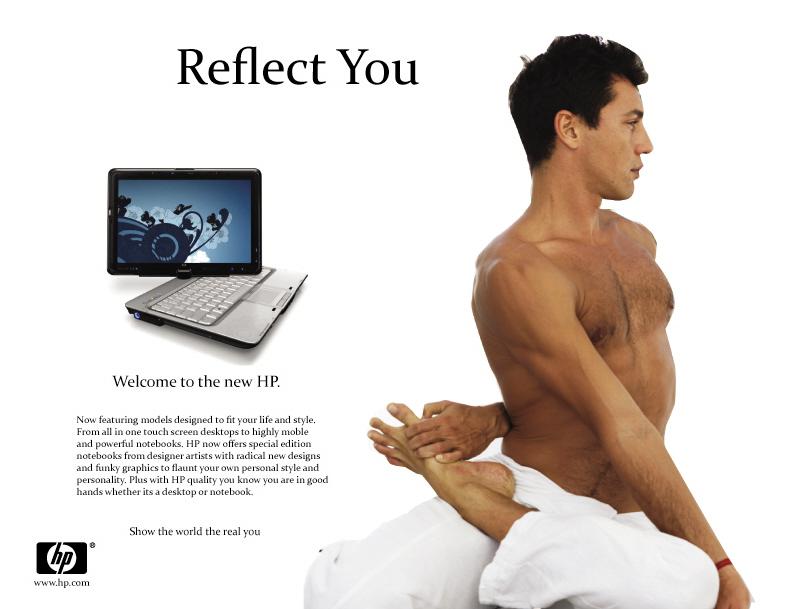 Reflect You
Welcome to the new HP.
Now featuring models designed to fit your life and style.
From all in one touch screen desktops to highly moble
and powerful notebooks. HP now offers special edition
notebooks from designer artists with radical new designs
and funky graphics to flaunt your own personal style and
personality. Plus with HP quality you know you are in good
hands whether its a desktop or notebook.
Show the world the real you
hp®
www.hp.com